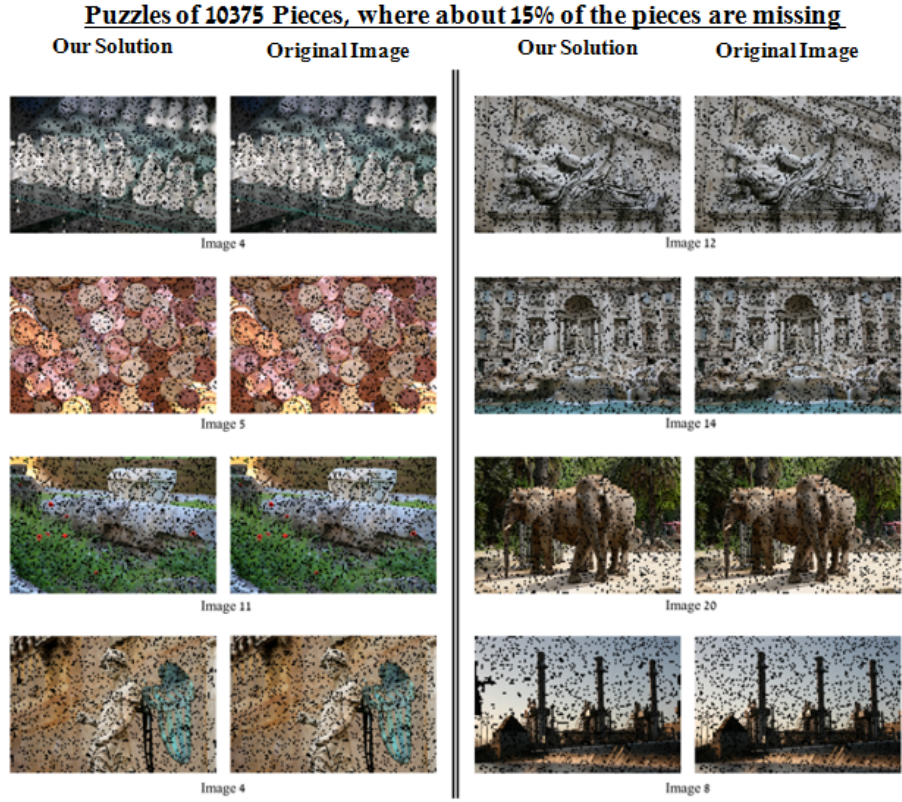 Puzzles of 10375 Pieces, where about 15% of the pieces are missing
Our Solution
Original Image
Our Solution
Original Image
Image 4
Image 12
Image 5
Image 14
Image 11
Image 20
Image 4
Image 8